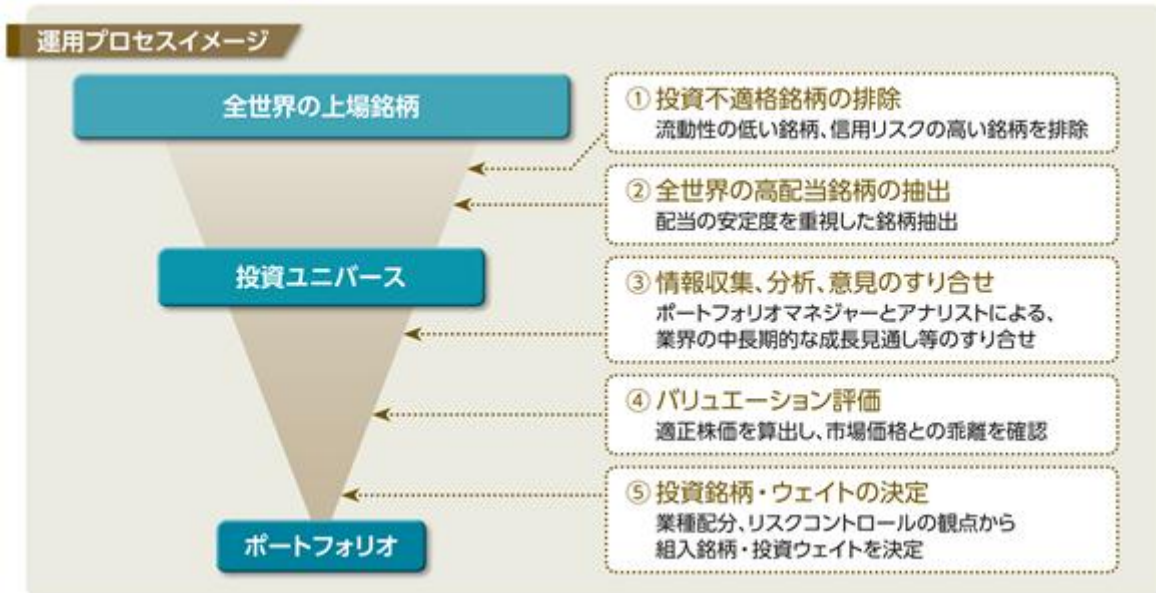 運用プロセスイメージ
全世界の上場銘柄
① 投資不適格銘柄の排除
流動性の低い銘柄、信用リスクの高い銘柄を排除
② 全世界の高配当銘柄の抽出
配当の安定度を重視した銘柄抽出
投資ユニバース
③ 情報収集、分析、意見のすり合せ
ポートフォリオマネジャーとアナリストによる、
業界の中長期的な成長見通し等のすり合せ
④ バリュエーション評価
適正株価を算出し、市場価格との乖離を確認
⑤ 投資銘柄・ウェイトの決定
業種配分、リスクコントロールの観点から
組入銘柄・投資ウェイトを決定
ポートフォリオ